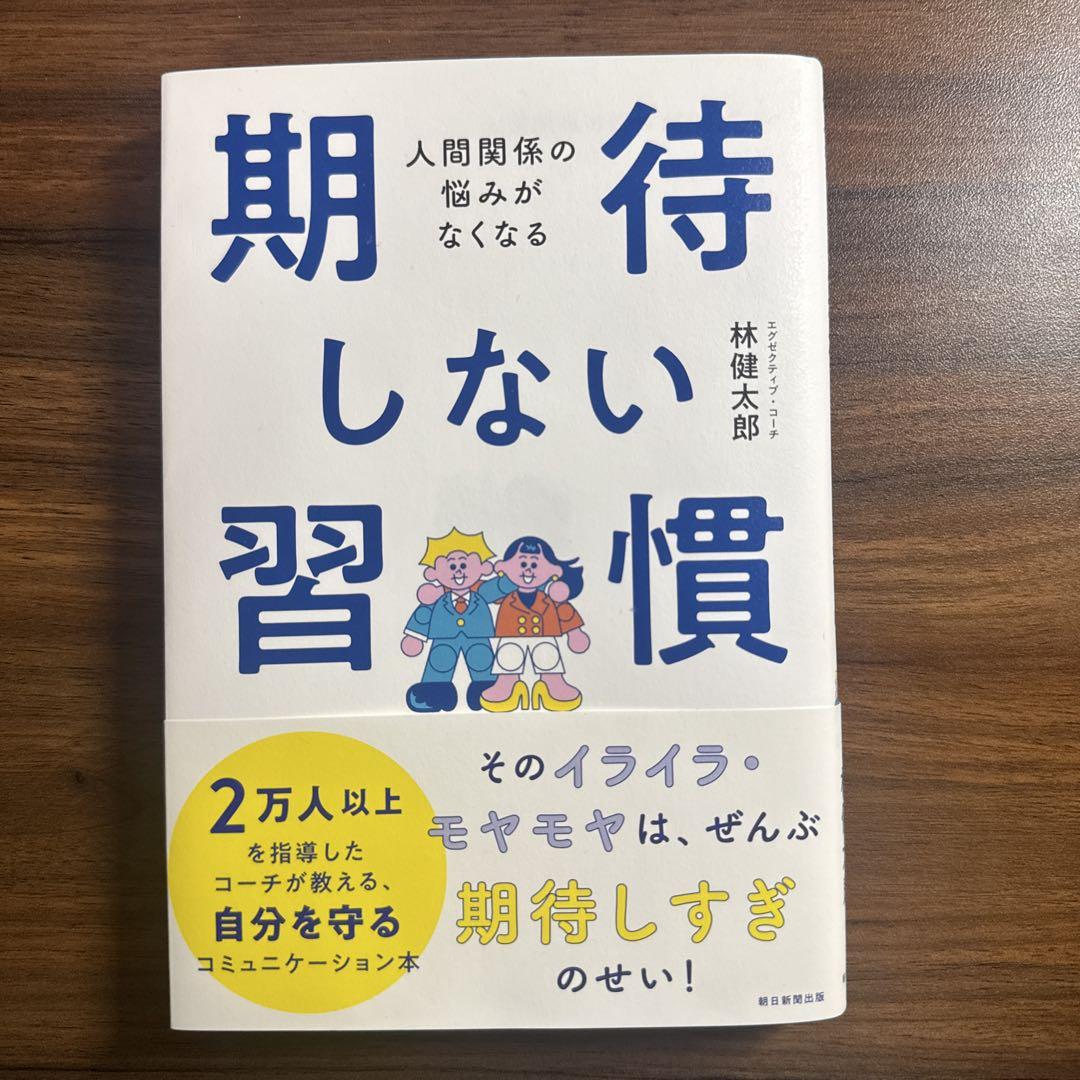 人間関係の
悩みが
なくなる
期待
しない
習慣
エグゼクティブ・コーチ
林健太郎
2万人以上
を指導した
コーチが教える、
自分を守る
コミュニケーション本
そのイライラ・
モヤモヤは、ぜんぶ
期待しすぎ
のせい!
朝日新聞出版